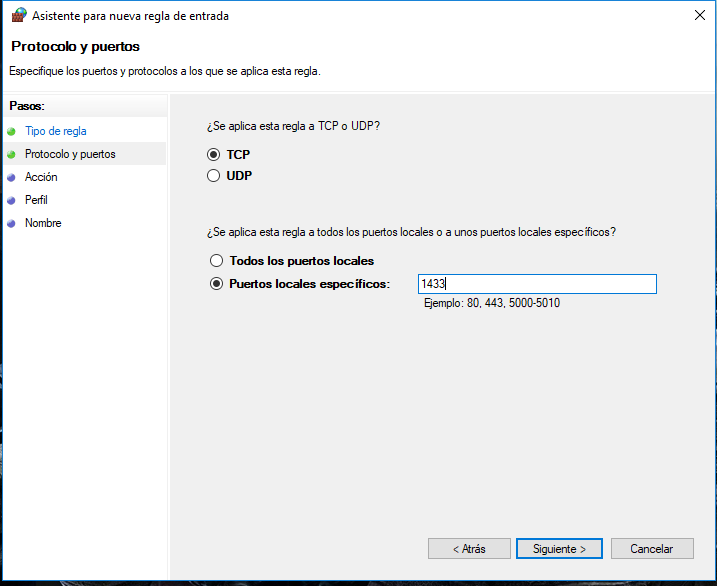 Asistente para nueva regla de entrada
Protocolo y puertos
Especifique los puertos y protocolos a los que se aplica esta regla.
Pasos:
Tipo de regla
Protocolo y puertos
Acción
Perfil
Nombre
¿Se aplica esta regla a TCP o UDP?
TCP
UDP
¿Se aplica esta regla a todos los puertos locales o a unos puertos locales específicos?
Todos los puertos locales
Puertos locales específicos:
1433
Ejemplo: 80, 443, 5000-5010
< Atrás
Siguiente >
Cancelar